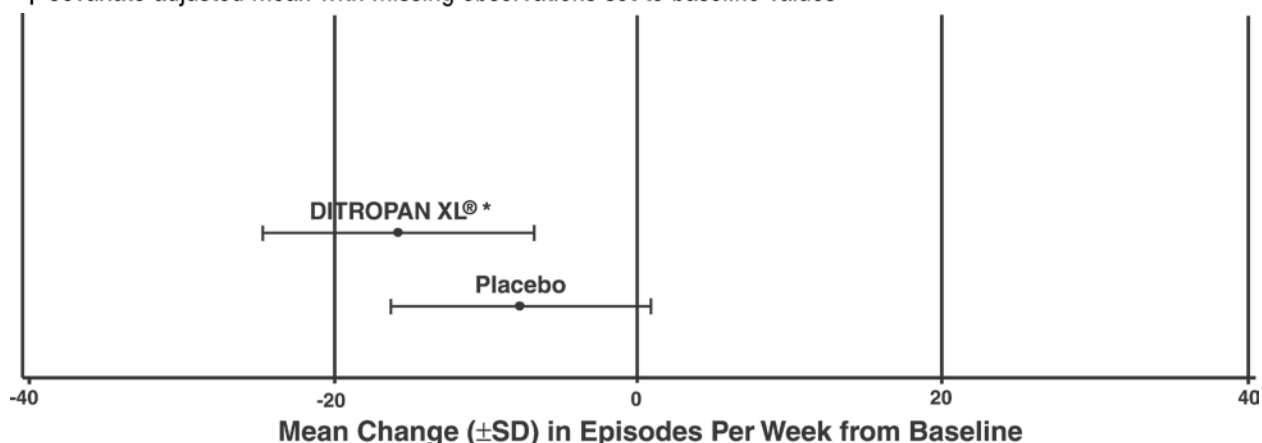 covariate adjusted mean with missing observations set to baseline values
DITROPAN XL® *
Placebo
-40 -20 0 20 40
Mean Change (±SD) in Episodes Per Week from Baseline